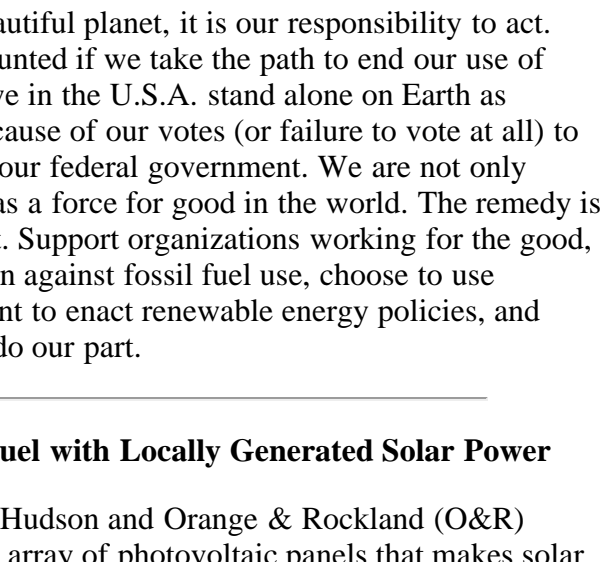 autiful planet, it is our responsibility to act.
unted if we take the path to end our use of
ve in the U.S.A. stand alone on Earth as
cause of our votes (or failure to vote at all) to
our federal government. We are not only
as a force for good in the world. The remedy is
t. Support organizations working for the good,
n against fossil fuel use, choose to use
nt to enact renewable energy policies, and
do our part.
uel with Locally Generated Solar Power
Hudson and Orange & Rockland (O&R)
array of photovoltaic panels that makes solar